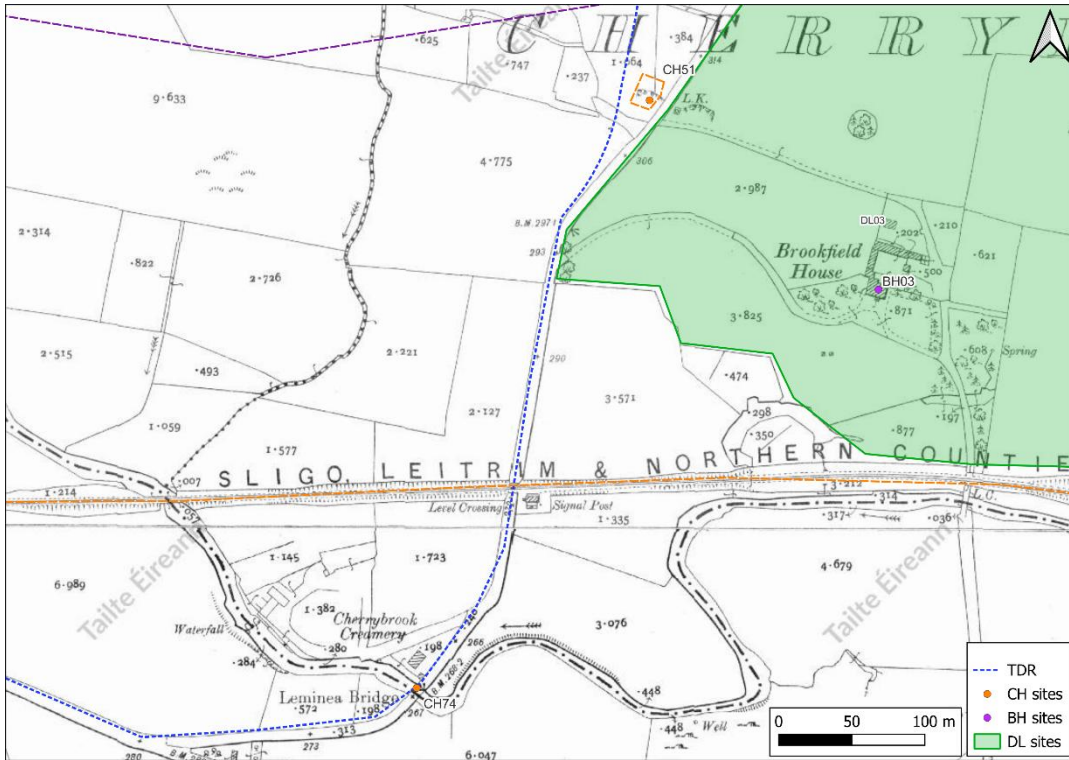 C H E R R Y
·625
·747
1·064
·384
314
CH51
·237
L.K.
9·633
4·775
306
2·987
B.M. 297·1
293
DL03
·202
·210
Brookfield
House
·621
·500
BH03
2·314
·822
2·726
·871
3·825
·608
Spring
290
2·515
2·221
·493
·474
2·127
3·571
·298
·197
·350
·877
1·059
1·577
SLIGO, LEITRIM & NORTHERN COUNTIE
·007
1·214
3·212
L.C.
·057
Level Crossing
Signal Post
·314
·317
·036
1·335
1·145
1·723
6·989
4·679
1·382
Cherrybrook
Creamery
Waterfall
3·076
·280
·198
266
·284
B.M. 268·2
Leminea Bridge
CH74
267
·448
·572
·198
Well
·448
·313
273
280
6·047
Tailte Éireann
Tailte Éireann
Tailte Éireann
TDR
CH sites
BH sites
DL sites
0 50 100 m